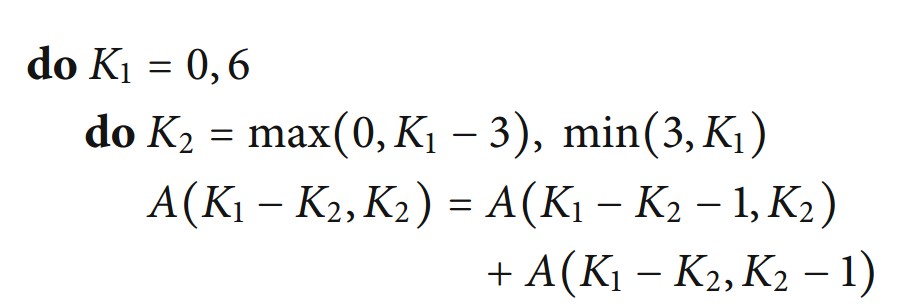 do K₁ = 0, 6
do K₂ = max(0, K₁ − 3), min(3, K₁)
A(K₁ − K₂, K₂) = A(K₁ − K₂ − 1, K₂)
+ A(K₁ − K₂, K₂ − 1)